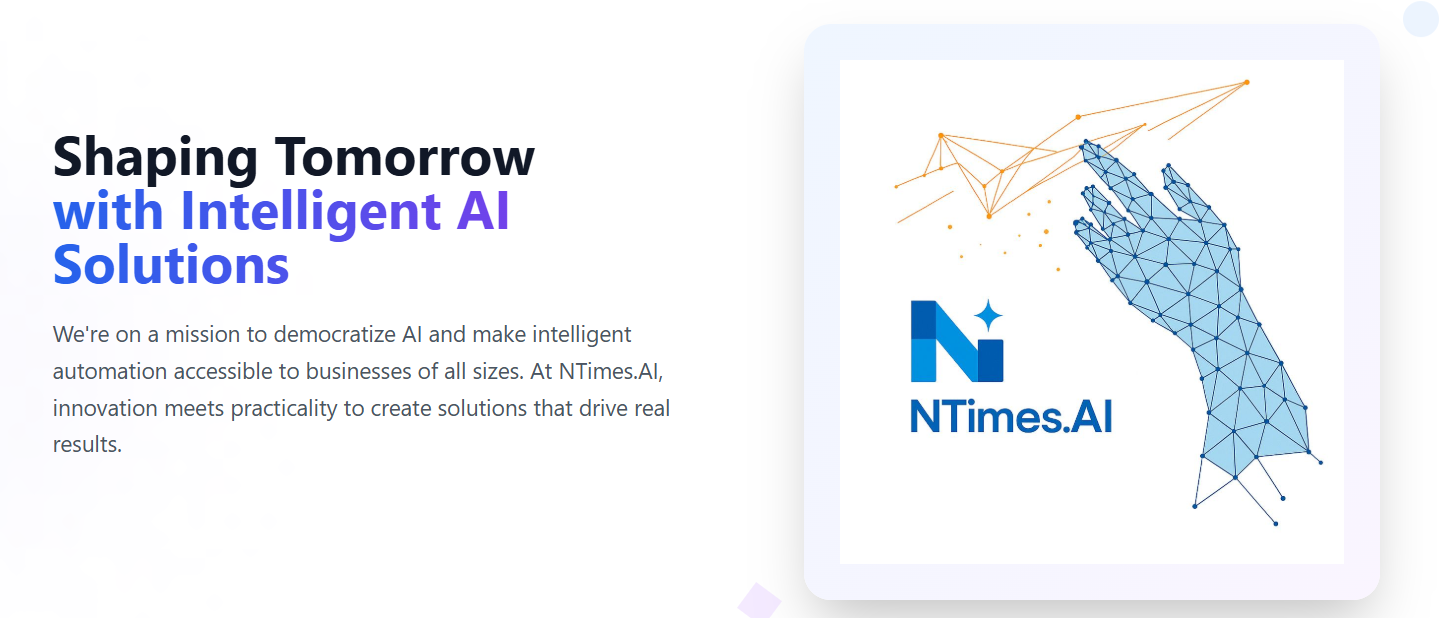 Shaping Tomorrow
with Intelligent AI
Solutions
We're on a mission to democratize AI and make intelligent
automation accessible to businesses of all sizes. At NTimes.AI,
innovation meets practicality to create solutions that drive real
results.
NTimes.AI